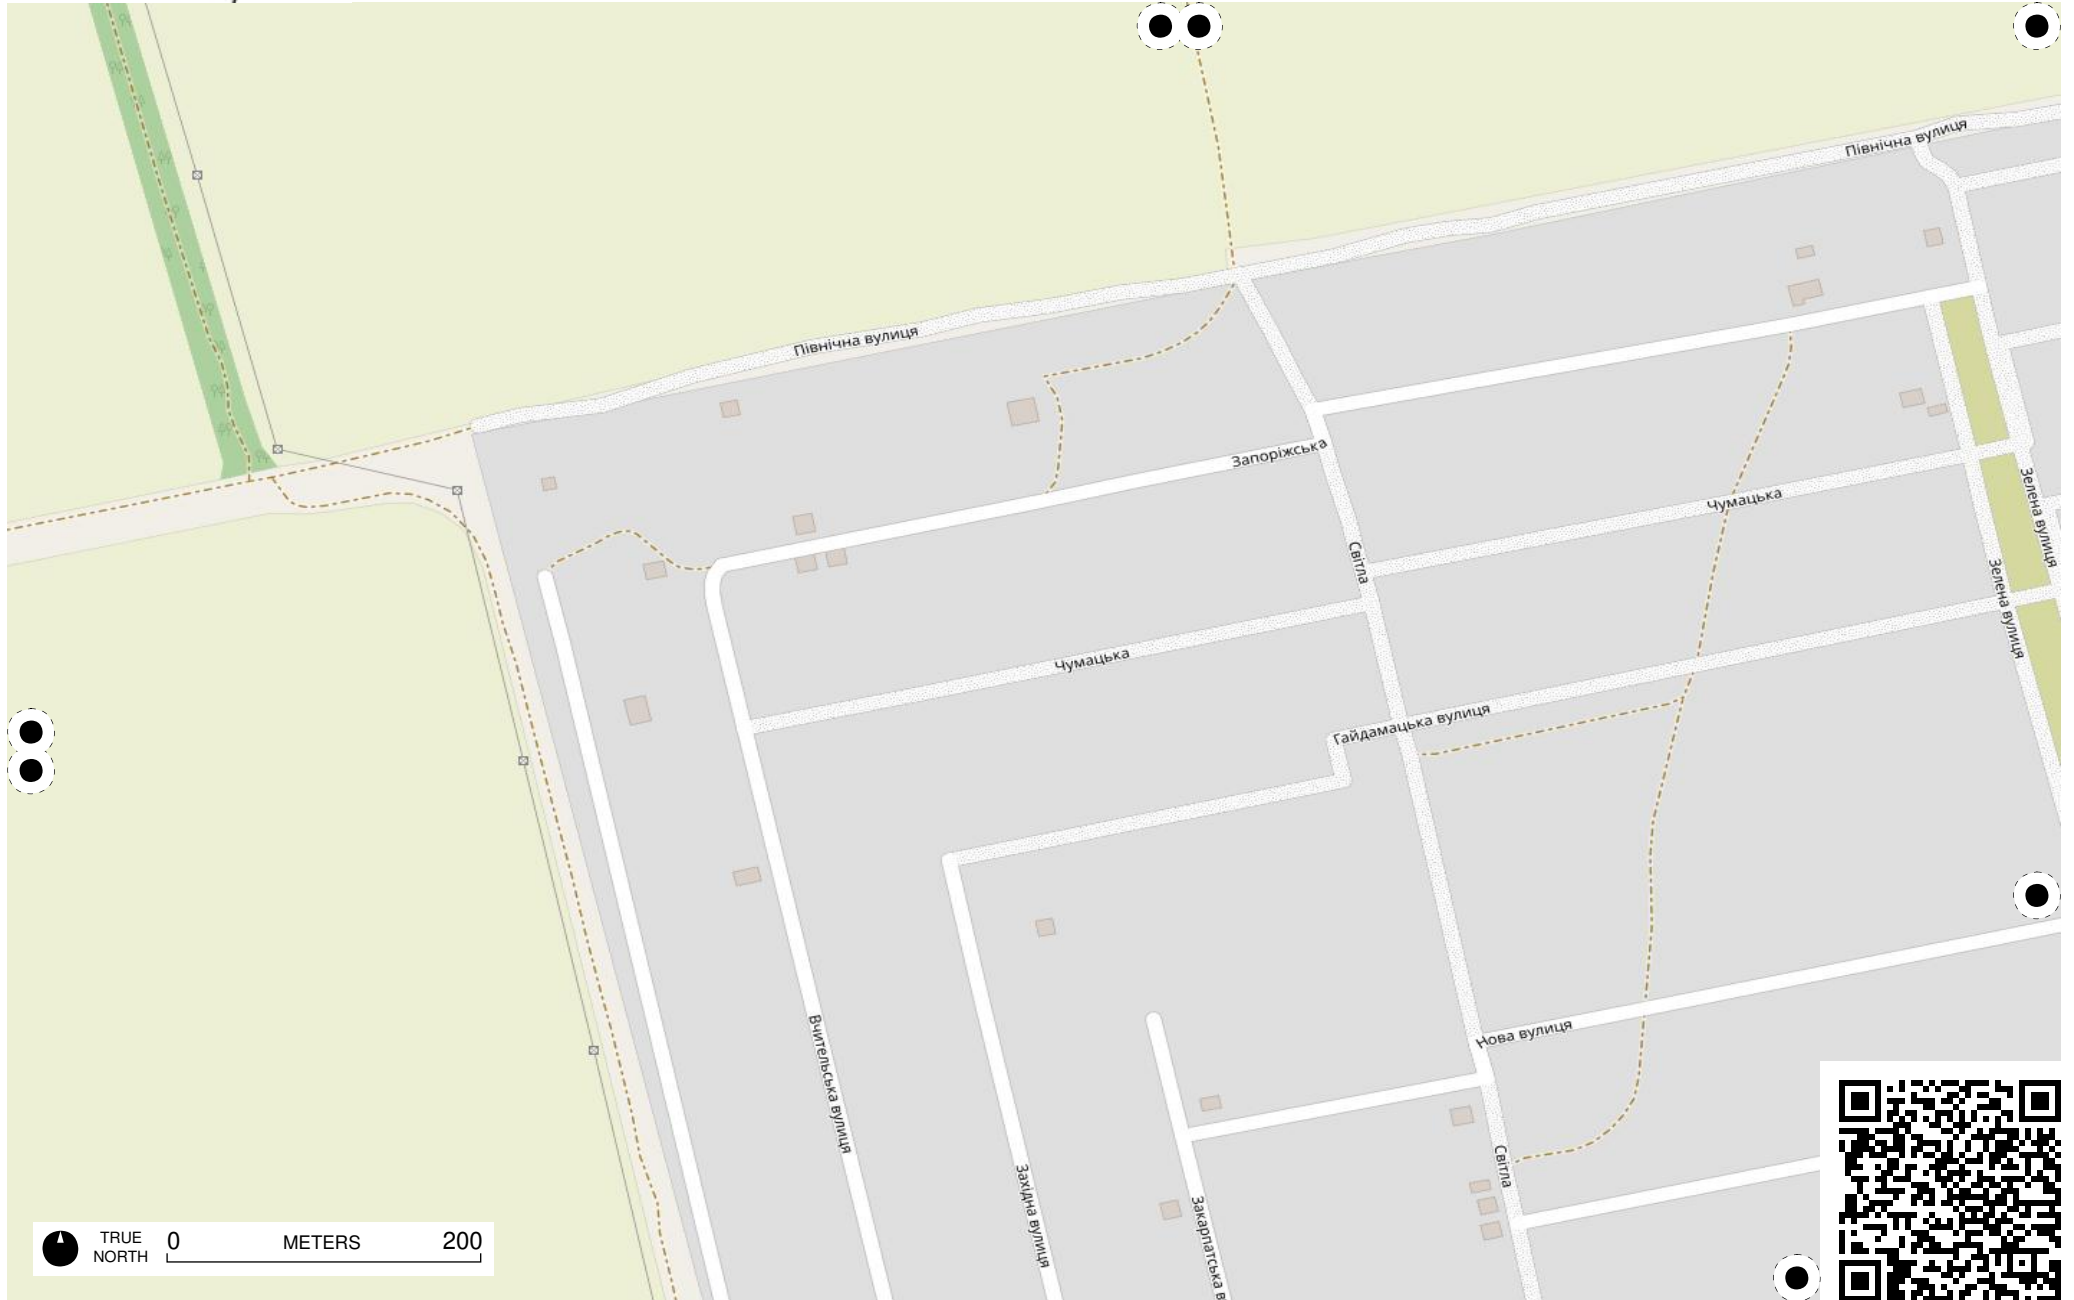 Північна вулиця
Північна вулиця
Запоріжська
Зелена вулиця
Чумацька
Світла
Зелена вулиця
Чумацька
Гайдамацька вулиця
Вчительська вулиця
Нова вулиця
Світла
Західна вулиця
Закарпатська в
TRUE
NORTH
0 METERS 200